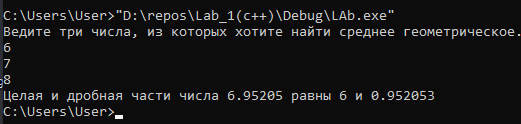 C:\Users\User>"D:\repos\Lab_1(c++)\Debug\LAb.exe"
Ведите три числа, из которых хотите найти среднее геометрическое.
6
7
8
Целая и дробная части числа 6.95205 равны 6 и 0.952053
C:\Users\User>